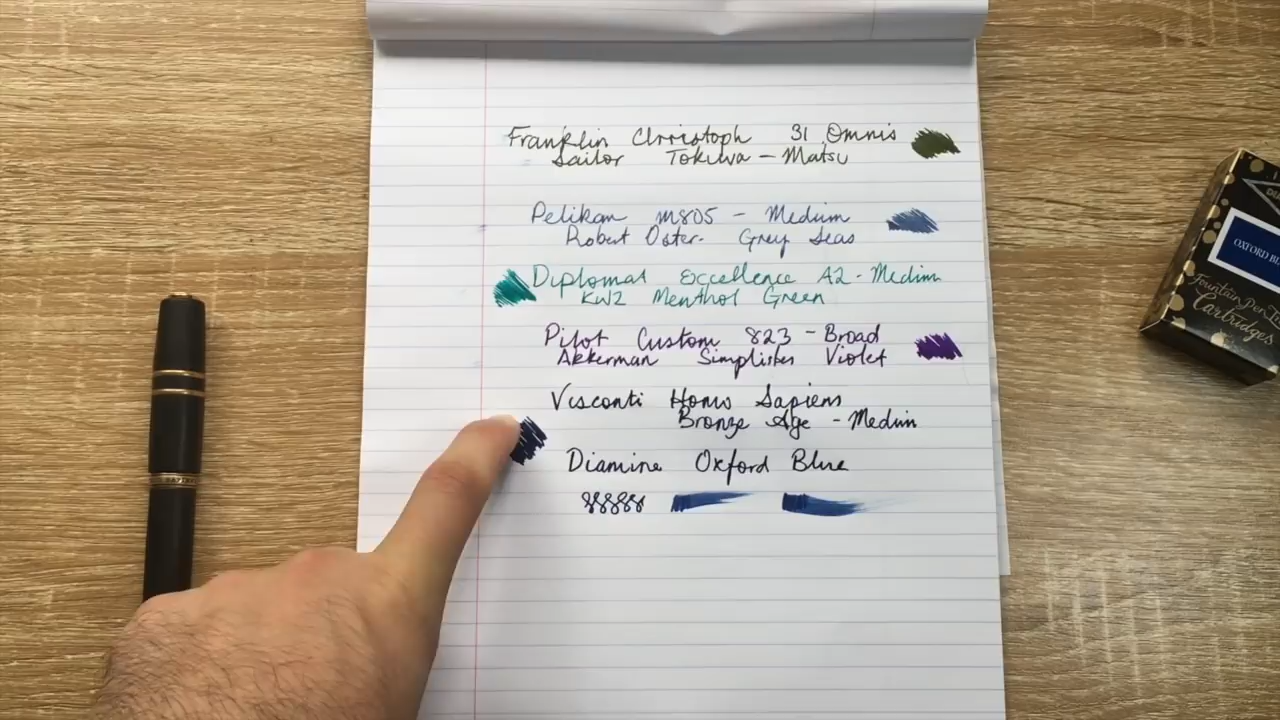 Franklin Christoph 31 Omnis
Sailor Tokiwa - Matsu
Pelikan M805 - Medium
Robert Oster. Grey Seas
Diplomat Excellence A2 - Medium
KWZ Menthol Green
Pilot Custom 823 - Broad
Akkerman Simplisties Violet
Visconti Homo Sapiens
Bronze Age - Medium
Diamine Oxford Blue
OXFORD BL
Fountain Pen I
Cartridges